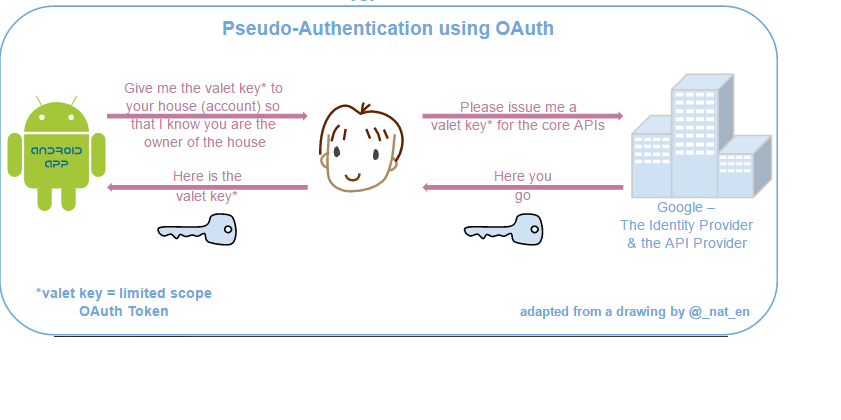 Pseudo-Authentication using OAuth
Give me the valet key* to
your house (account) so
that I know you are the
owner of the house
Please issue me a
valet key* for the core APIs
ANDROID
APP
Here is the
valet key*
Here you
go
Google –
The Identity Provider
& the API Provider
*valet key = limited scope
OAuth Token
adapted from a drawing by @_nat_en